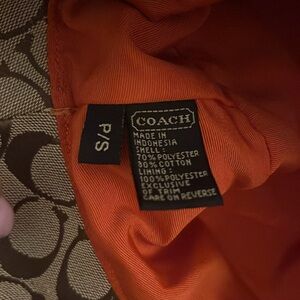 COACH
P/S
MADE IN
INDONESIA
SHELL:
70% POLYESTER
30% COTTON
LINING:
100% POLYESTER
EXCLUSIVE
OF TRIM
CARE ON REVERSE